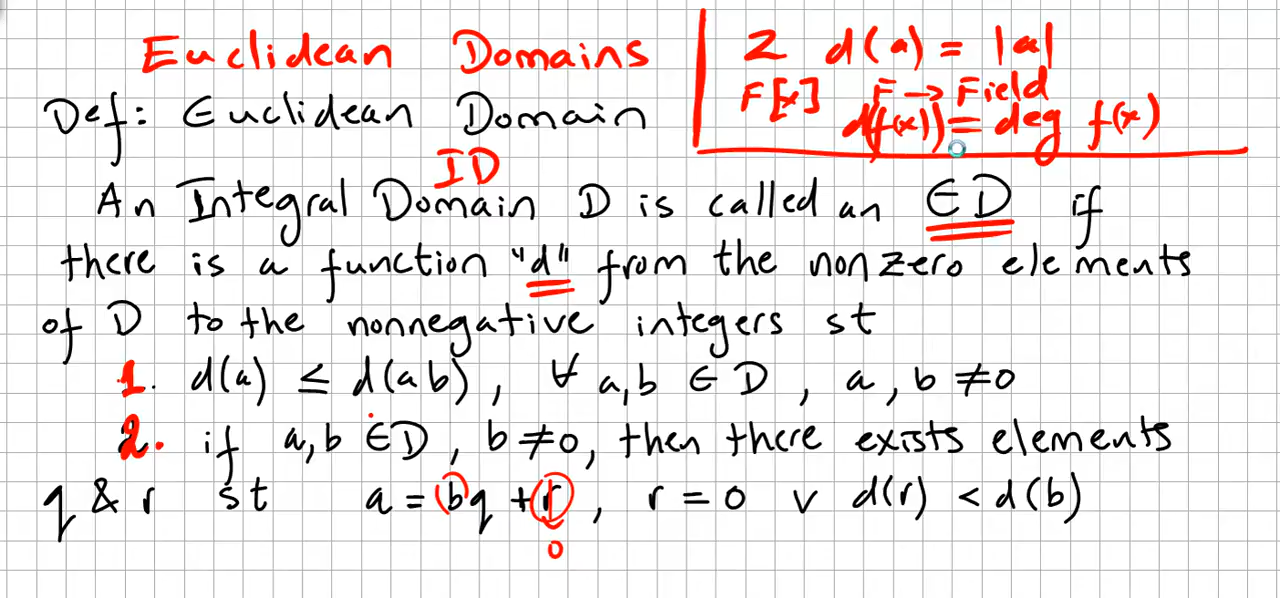 Euclidean Domains
Z d(a) = |a|
F[x] F → Field
d(f(x)) = deg f(x)
Def: Euclidean Domain
ID
An Integral Domain D is called an ED if
there is a function "d" from the nonzero elements
of D to the nonnegative integers st
1. d(a) ≤ d(ab), ∀ a,b ∈ D, a, b ≠ 0
2. if a,b ∈ D, b ≠ 0, then there exists elements
q & r st a = bq + r, r = 0 ∨ d(r) < d(b)
0